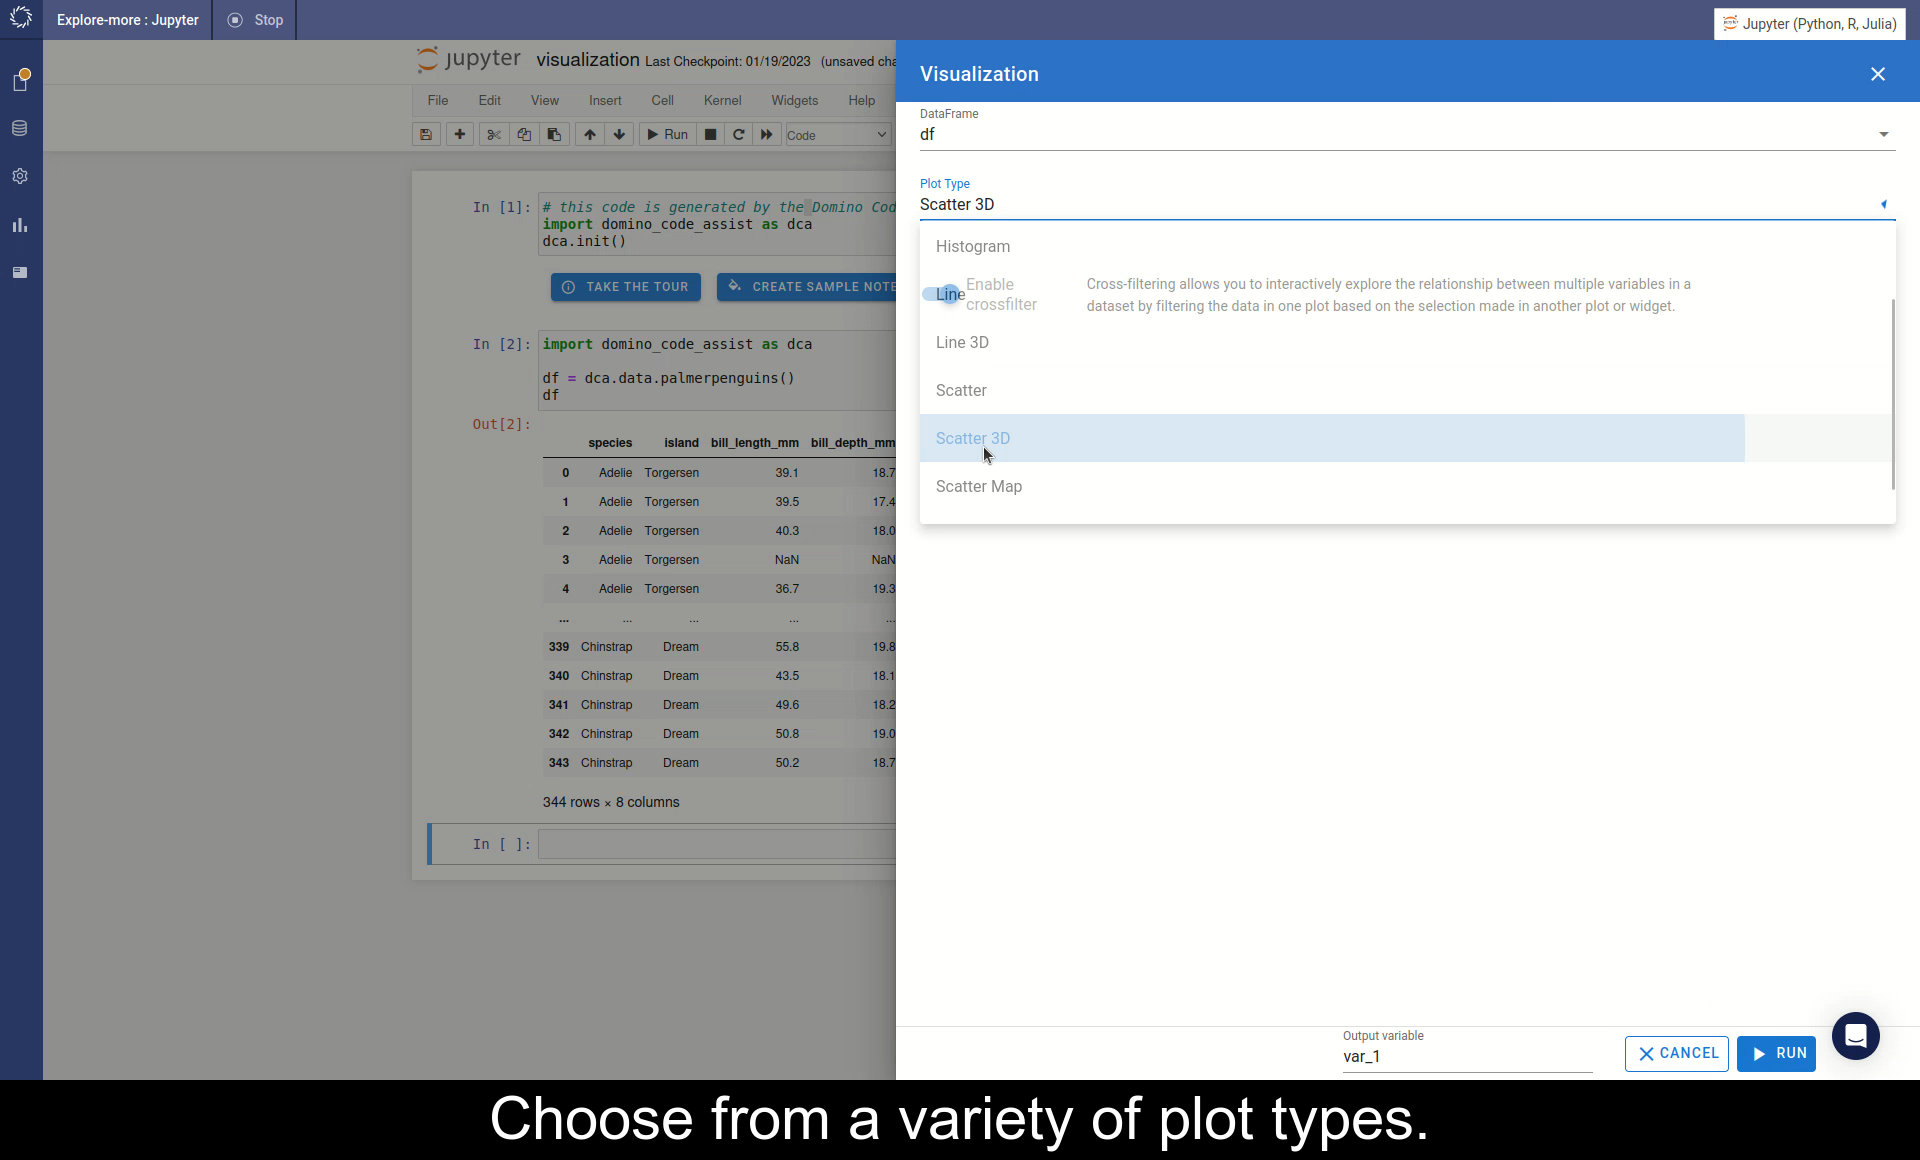 Explore-more : Jupyter
Stop
Jupyter (Python, R, Julia)
jupyter visualization Last Checkpoint: 01/19/2023 (unsaved cha
File Edit View Insert Cell Kernel Widgets Help
Run
Code
In [1]: # this code is generated by the Domino Cod
import domino_code_assist as dca
dca.init()
TAKE THE TOUR
CREATE SAMPLE NOTE
In [2]: import domino_code_assist as dca
df = dca.data.palmerpenguins()
df
Out[2]:
species island bill_length_mm bill_depth_mm
0 Adelie Torgersen 39.1 18.7
1 Adelie Torgersen 39.5 17.4
2 Adelie Torgersen 40.3 18.0
3 Adelie Torgersen NaN NaN
4 Adelie Torgersen 36.7 19.3
... ... ... ... ...
339 Chinstrap Dream 55.8 19.8
340 Chinstrap Dream 43.5 18.1
341 Chinstrap Dream 49.6 18.2
342 Chinstrap Dream 50.8 19.0
343 Chinstrap Dream 50.2 18.7
344 rows × 8 columns
In [ ]:
Visualization
DataFrame
df
Plot Type
Scatter 3D
Histogram
Line
Enable
crossfilter
Cross-filtering allows you to interactively explore the relationship between multiple variables in a
dataset by filtering the data in one plot based on the selection made in another plot or widget.
Line 3D
Scatter
Scatter 3D
Scatter Map
Output variable
var_1
CANCEL
RUN
Choose from a variety of plot types.